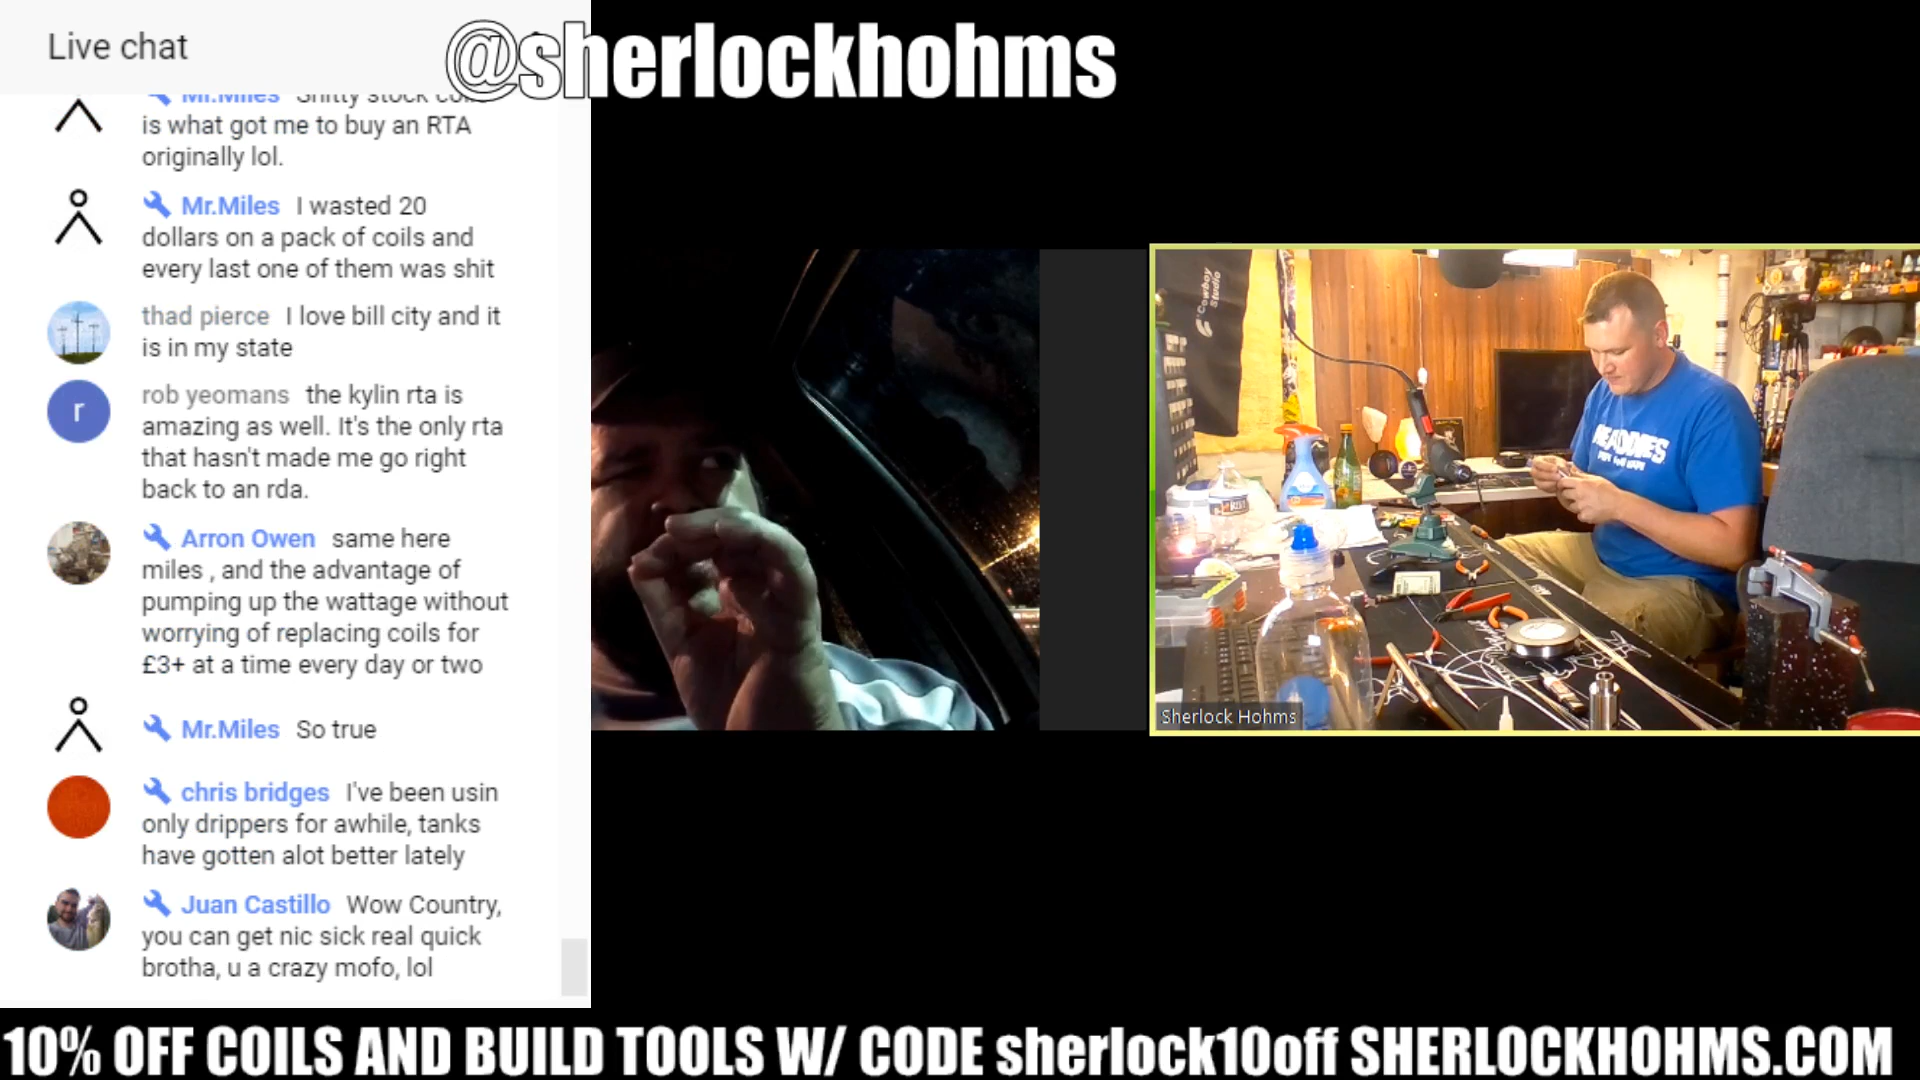 Live chat
@sherlockhohms
Mr.Miles Shitty stock
is what got me to buy an RTA
originally lol.
Mr.Miles I wasted 20
dollars on a pack of coils and
every last one of them was shit
thad pierce I love bill city and it
is in my state
r
rob yeomans the kylin rta is
amazing as well. It's the only rta
that hasn't made me go right
back to an rda.
Arron Owen same here
miles , and the advantage of
pumping up the wattage without
worrying of replacing coils for
£3+ at a time every day or two
Mr.Miles So true
chris bridges I've been usin
only drippers for awhile, tanks
have gotten alot better lately
Juan Castillo Wow Country,
you can get nic sick real quick
brotha, u a crazy mofo, lol
Cowboy
Studio
Sherlock Hohms
10% OFF COILS AND BUILD TOOLS W/ CODE sherlock10off SHERLOCKHOHMS.COM